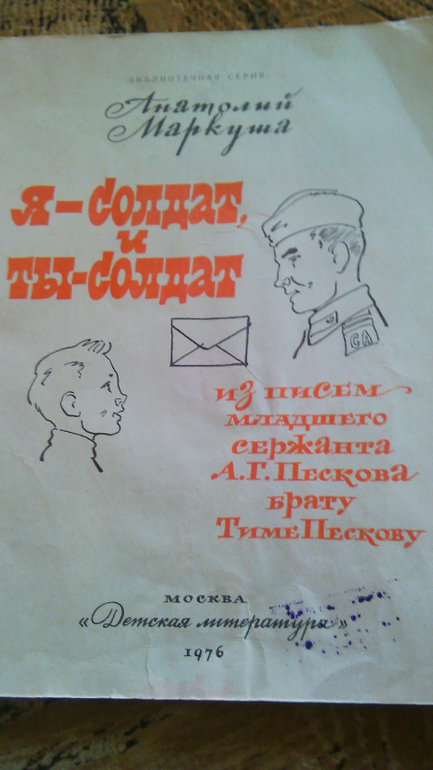 БИБЛИОТЕЧНАЯ СЕРИЯ
Анатолий
Маркуша
Я—СОЛДАТ,
и
ТЫ-СОЛДАТ
СА
ИЗ ПИСЕМ
МЛАДШЕГО
СЕРЖАНТА
А.Г.ПЕСКОВА
БРАТУ
ТИМЕ ПЕСКОВУ
МОСКВА
«Детская литература»
1976